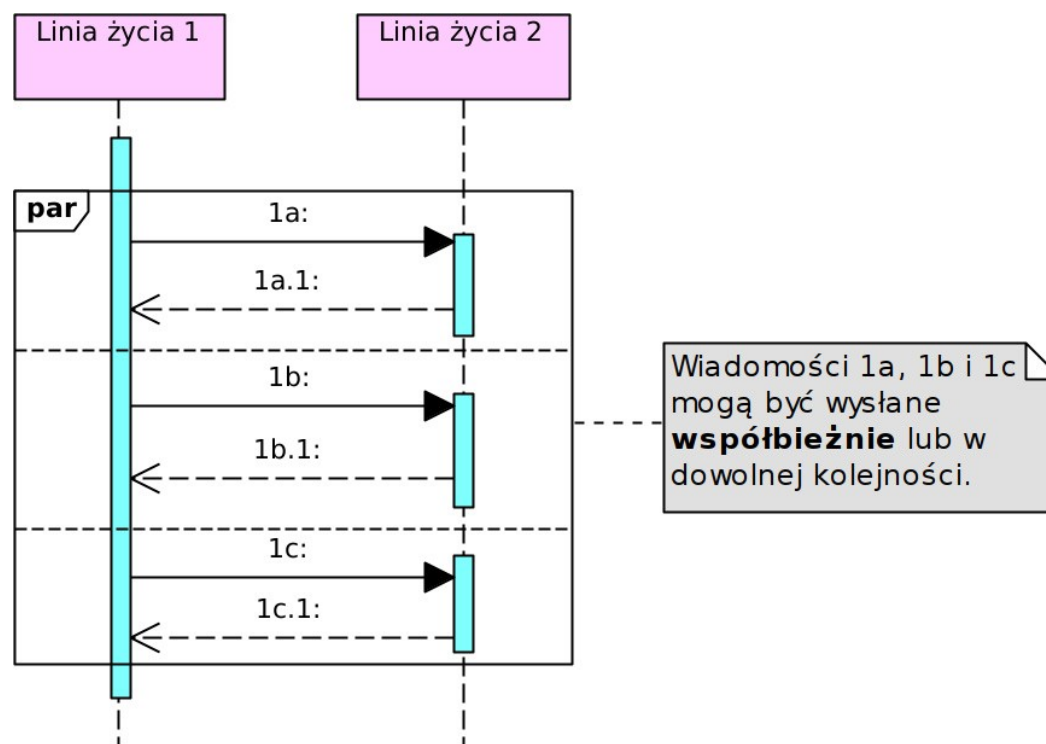 Linia życia 1
Linia życia 2
par
1a:
1a.1:
1b:
1b.1:
1c:
1c.1:
Wiadomości 1a, 1b i 1c
mogą być wysłane
współbieżnie lub w
dowolnej kolejności.